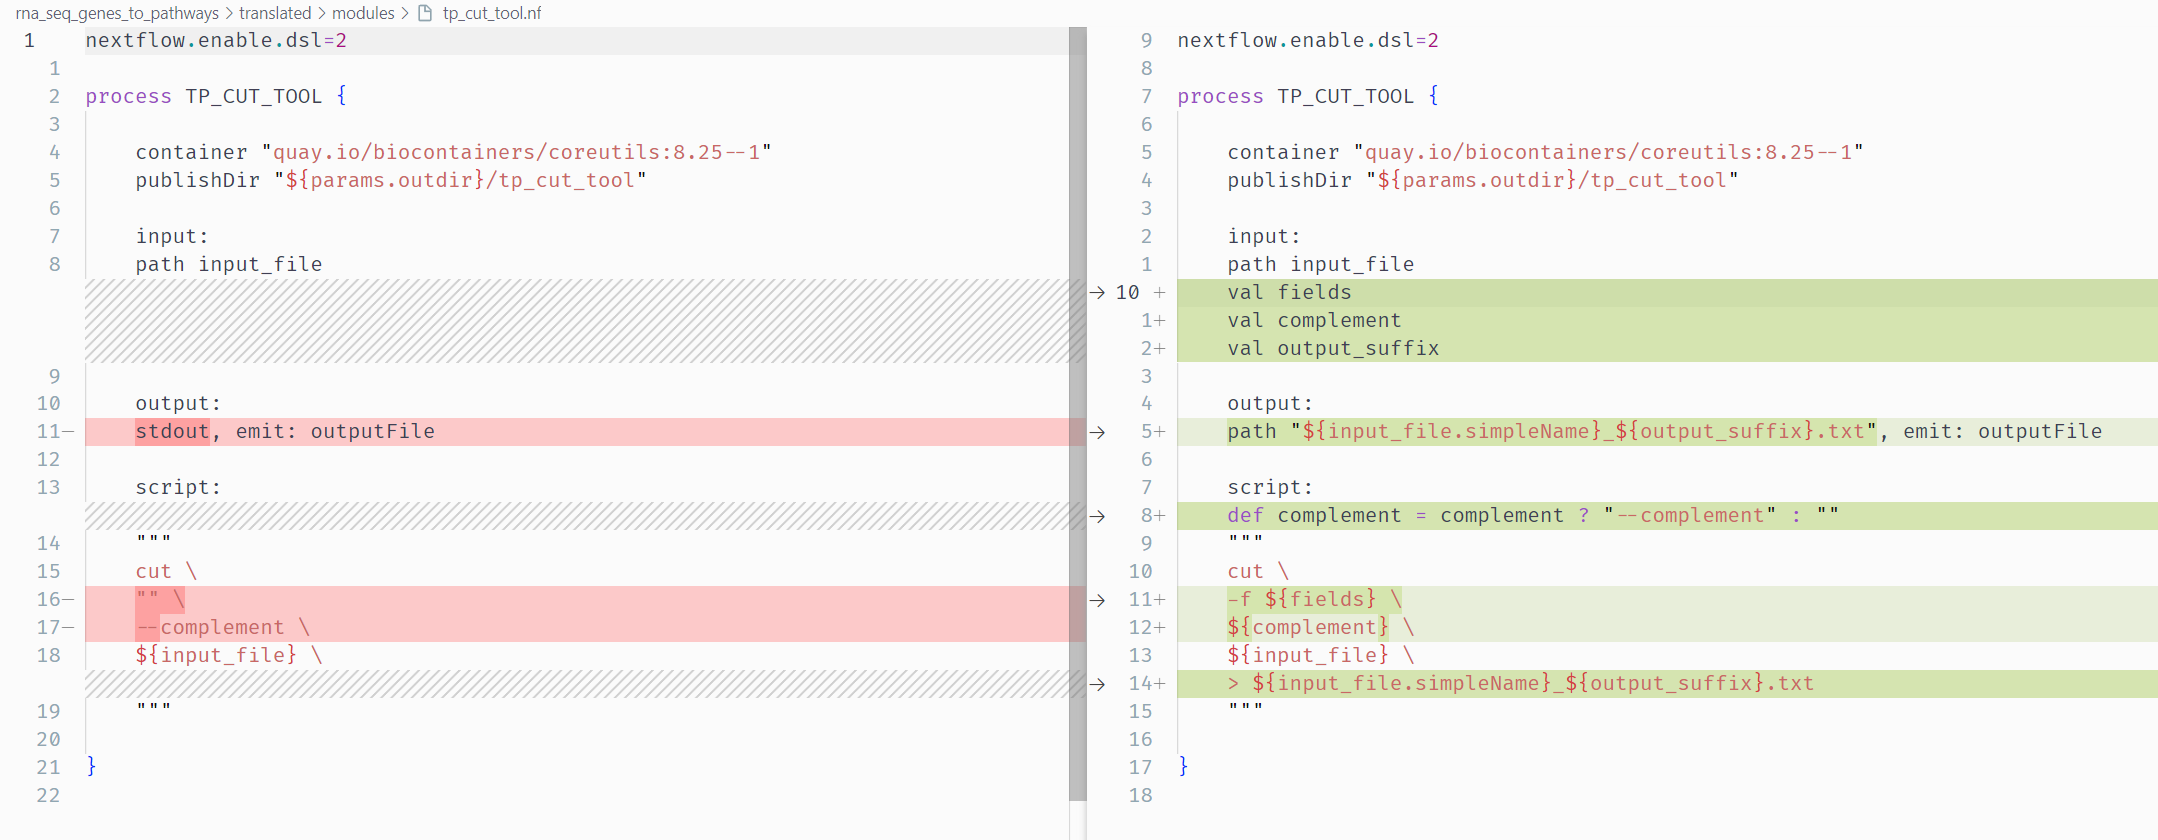 rna_seq_genes_to_pathways > translated > modules > tp_cut_tool.nf
1 nextflow.enable.dsl=2
1
2 process TP_CUT_TOOL {
3
4 container "quay.io/biocontainers/coreutils:8.25--1"
5 publishDir "${params.outdir}/tp_cut_tool"
6
7 input:
8 path input_file
9
10 output:
11− stdout, emit: outputFile
12
13 script:
14 """
15 cut \
16− "" \
17− --complement \
18 ${input_file} \
19 """
20
21 }
22
9 nextflow.enable.dsl=2
8
7 process TP_CUT_TOOL {
6
5 container "quay.io/biocontainers/coreutils:8.25--1"
4 publishDir "${params.outdir}/tp_cut_tool"
3
2 input:
1 path input_file
→ 10 + val fields
1+ val complement
2+ val output_suffix
3
4 output:
→ 5+ path "${input_file.simpleName}_${output_suffix}.txt", emit: outputFile
6
7 script:
→ 8+ def complement = complement ? "--complement" : ""
9 """
10 cut \
→ 11+ -f ${fields} \
12+ ${complement} \
13 ${input_file} \
→ 14+ > ${input_file.simpleName}_${output_suffix}.txt
15 """
16
17 }
18